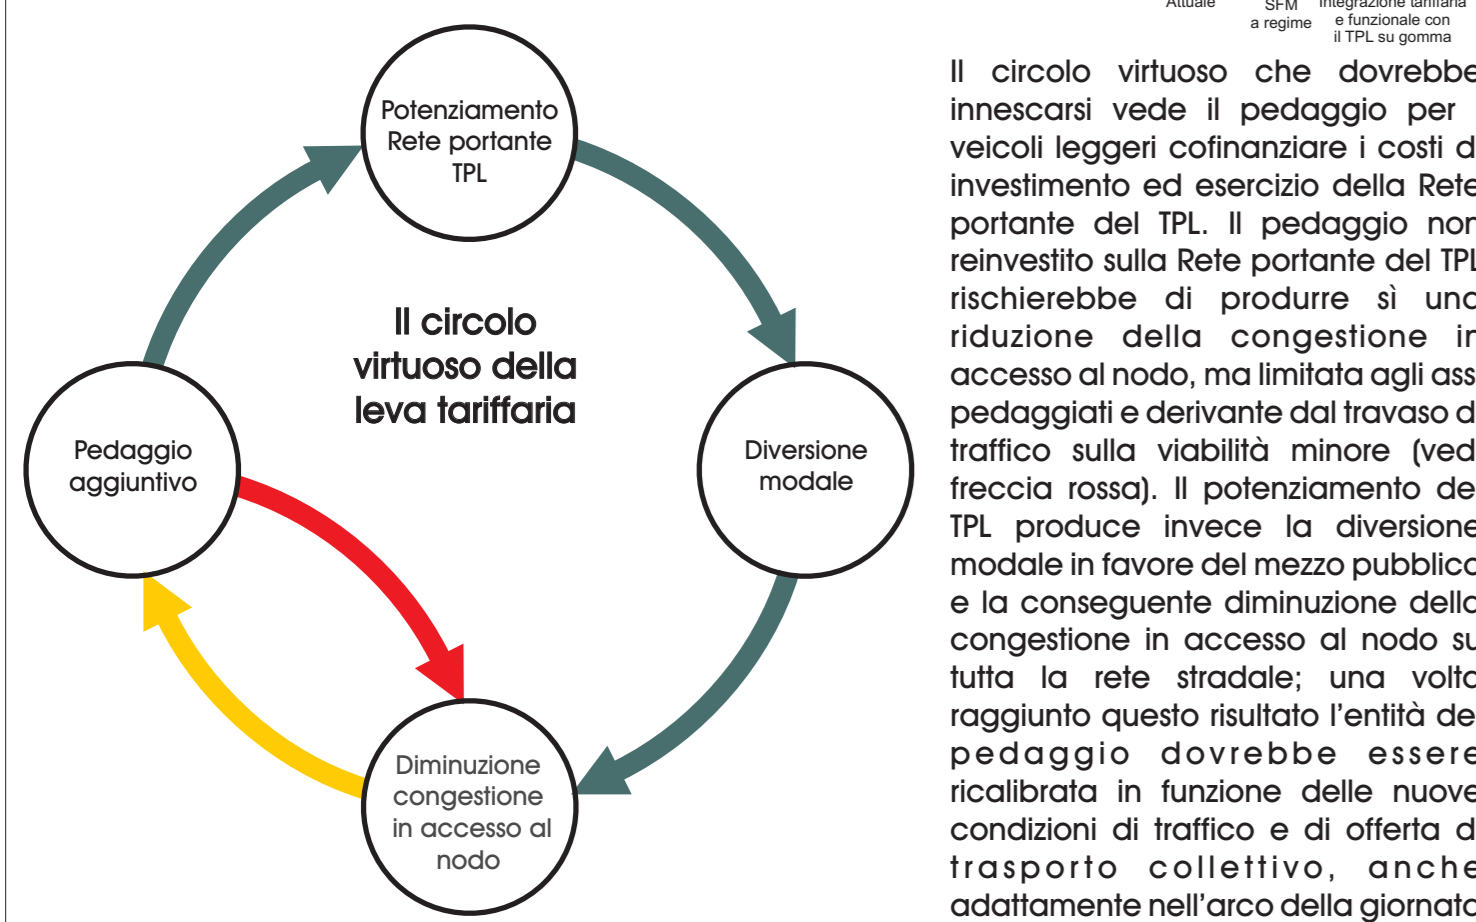 Attuale
SFM
a regime
Integrazione tariffaria
e funzionale con
il TPL su gomma
Potenziamento
Rete portante
TPL
Il circolo
virtuoso della
leva tariffaria
Pedaggio
aggiuntivo
Diversione
modale
Diminuzione
congestione
in accesso al
nodo
Il circolo virtuoso che dovrebbe
innescarsi vede il pedaggio per
veicoli leggeri cofinanziare i costi d
investimento ed esercizio della Rete
portante del TPL. Il pedaggio non
reinvestito sulla Rete portante del TPL
rischierebbe di produrre sì una
riduzione della congestione in
accesso al nodo, ma limitata agli ass
pedaggiati e derivante dal travaso d
traffico sulla viabilità minore (ved
freccia rossa). Il potenziamento de
TPL produce invece la diversione
modale in favore del mezzo pubblico
e la conseguente diminuzione della
congestione in accesso al nodo su
tutta la rete stradale; una volta
raggiunto questo risultato l'entità de
pedaggio dovrebbe essere
ricalibrata in funzione delle nuove
condizioni di traffico e di offerta d
trasporto collettivo, anche
adattamente nell'arco della giornata